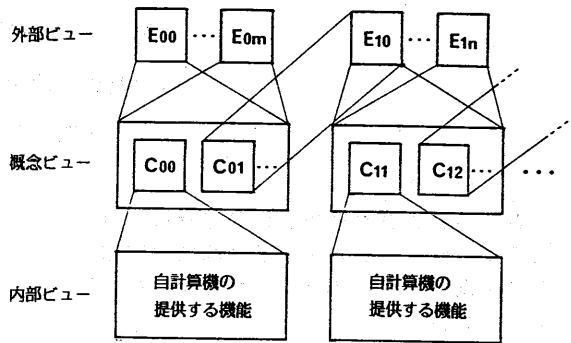 外部ビュー E00 ··· E0m E10 ··· E1n
概念ビュー C00 C01 ··· C11 C12 ··· ···
内部ビュー
自計算機の
提供する機能
自計算機の
提供する機能